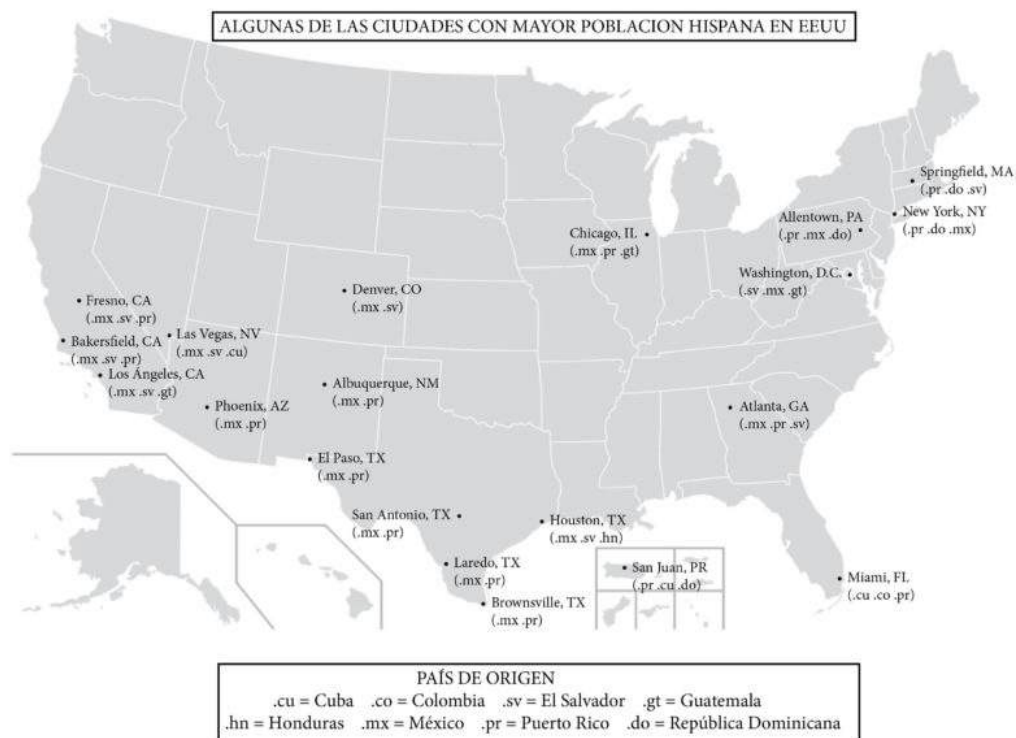 ALGUNAS DE LAS CIUDADES CON MAYOR POBLACION HISPANA EN EEUU
Springfield, MA
(.pr .do .sv)
New York, NY
(.pr .do .mx)
Allentown, PA
(.pr .mx .do)
Chicago, IL
(.mx .pr .gt)
Washington, D.C.
(.sv .mx .gt)
Denver, CO
(.mx .sv)
Fresno, CA
(.mx .sv .pr)
Las Vegas, NV
(.mx .sv .cu)
Bakersfield, CA
(.mx .sv .pr)
Los Ángeles, CA
(.mx .sv .gt)
Albuquerque, NM
(.mx .pr)
Phoenix, AZ
(.mx .pr)
Atlanta, GA
(.mx .pr .sv)
El Paso, TX
(.mx .pr)
San Antonio, TX
(.mx .pr)
Houston, TX
(.mx .sv .hn)
Laredo, TX
(.mx .pr)
San Juan, PR
(.pr .cu .do)
Miami, FL
(.cu .co .pr)
Brownsville, TX
(.mx .pr)
PAÍS DE ORIGEN
.cu = Cuba .co = Colombia .sv = El Salvador .gt = Guatemala
.hn = Honduras .mx = México .pr = Puerto Rico .do = República Dominicana